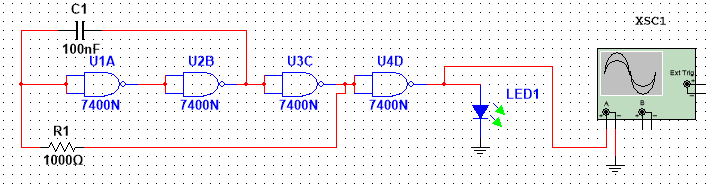 C1
100nF
XSC1
U1A
U2B
U3C
U4D
Ext Trig
+
-
7400N
7400N
7400N
7400N
LED1
A
B
+ - + -
R1
1000Ω